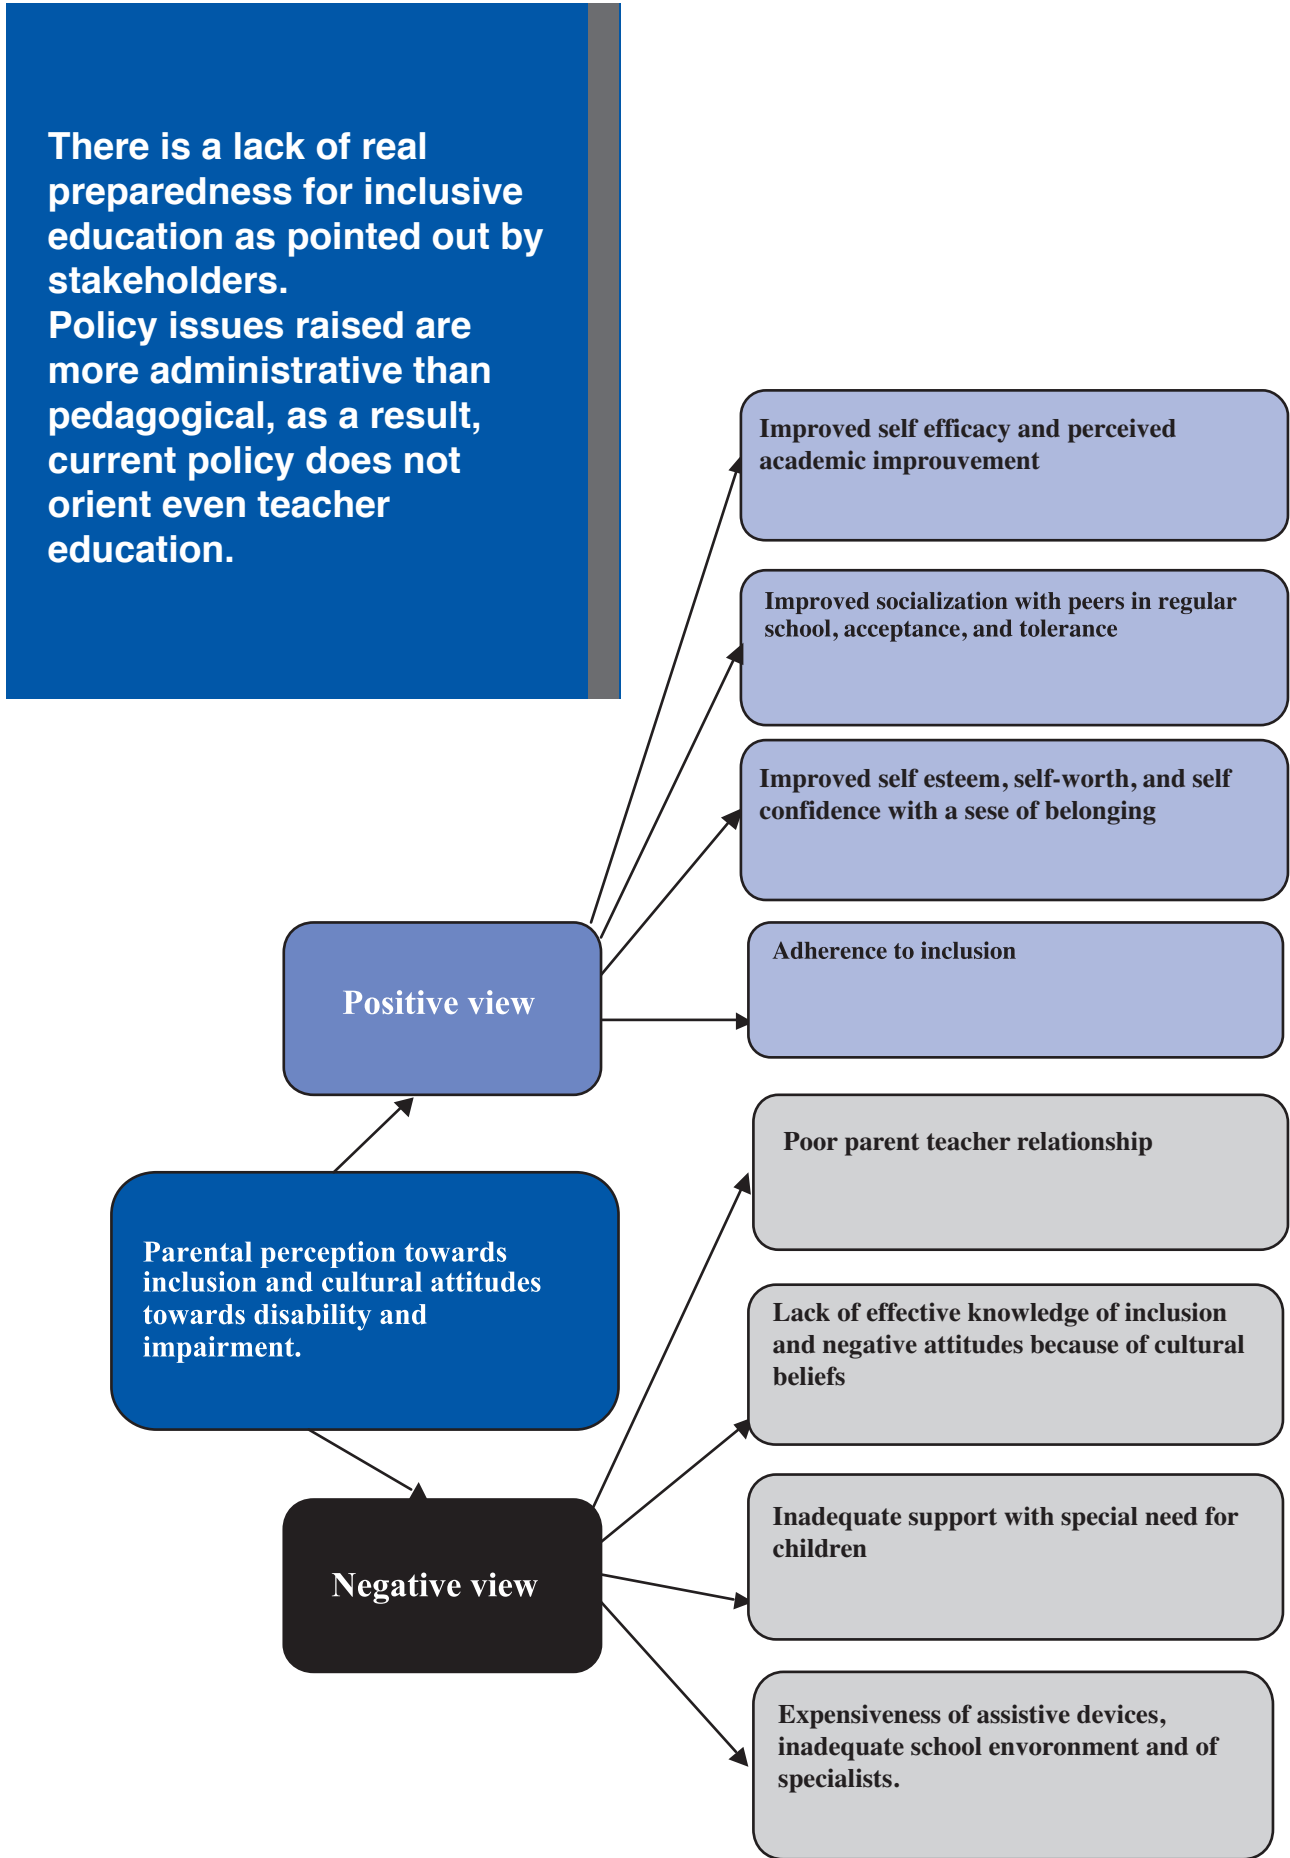 There is a lack of real
preparedness for inclusive
education as pointed out by
stakeholders.
Policy issues raised are
more administrative than
pedagogical, as a result,
current policy does not
orient even teacher
education.
Improved self efficacy and perceived
academic improuvement
Improved socialization with peers in regular
school, acceptance, and tolerance
Improved self esteem, self-worth, and self
confidence with a sese of belonging
Adherence to inclusion
Positive view
Parental perception towards
inclusion and cultural attitudes
towards disability and
impairment.
Poor parent teacher relationship
Lack of effective knowledge of inclusion
and negative attitudes because of cultural
beliefs
Negative view
Inadequate support with special need for
children
Expensiveness of assistive devices,
inadequate school envoronment and of
specialists.